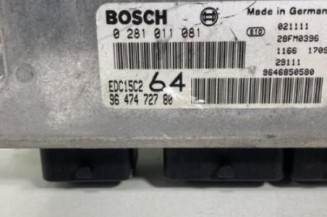 BOSCH
Made in Germany
0 281 011 081
021111
28FM0396
1166 1709
EDC15C2 64
29111
96 474 727 80
9646850580